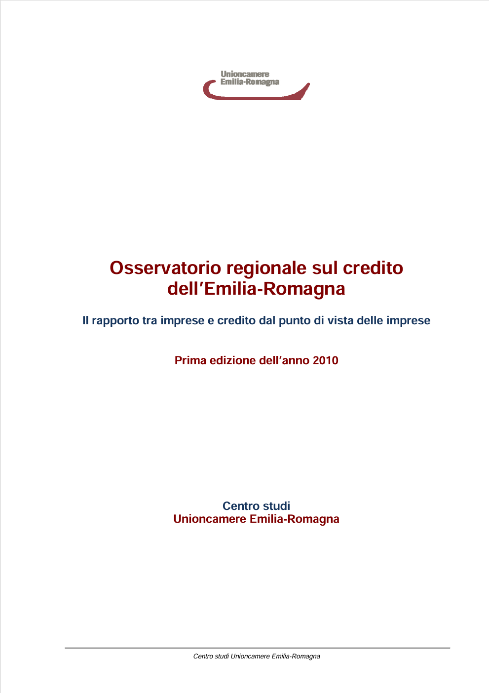 Unioncamere
Emilia-Romagna
Osservatorio regionale sul credito
dell'Emilia-Romagna
Il rapporto tra imprese e credito dal punto di vista delle imprese
Prima edizione dell'anno 2010
Centro studi
Unioncamere Emilia-Romagna
Centro studi Unioncamere Emilia-Romagna